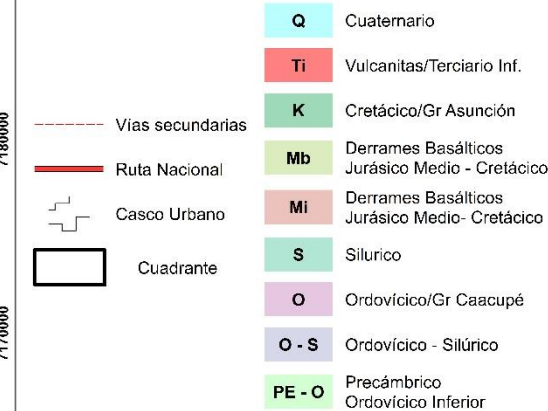 7180000
7170000
Vías secundarias
Ruta Nacional
Casco Urbano
Cuadrante
Q Cuaternario
Ti Vulcanitas/Terciario Inf.
K Cretácico/Gr Asunción
Mb Derrames Basálticos
Jurásico Medio - Cretácico
Mi Derrames Basálticos
Jurásico Medio- Cretácico
S Silurico
O Ordovícico/Gr Caacupé
O - S Ordovícico - Silúrico
PE - O Precámbrico
Ordovícico Inferior